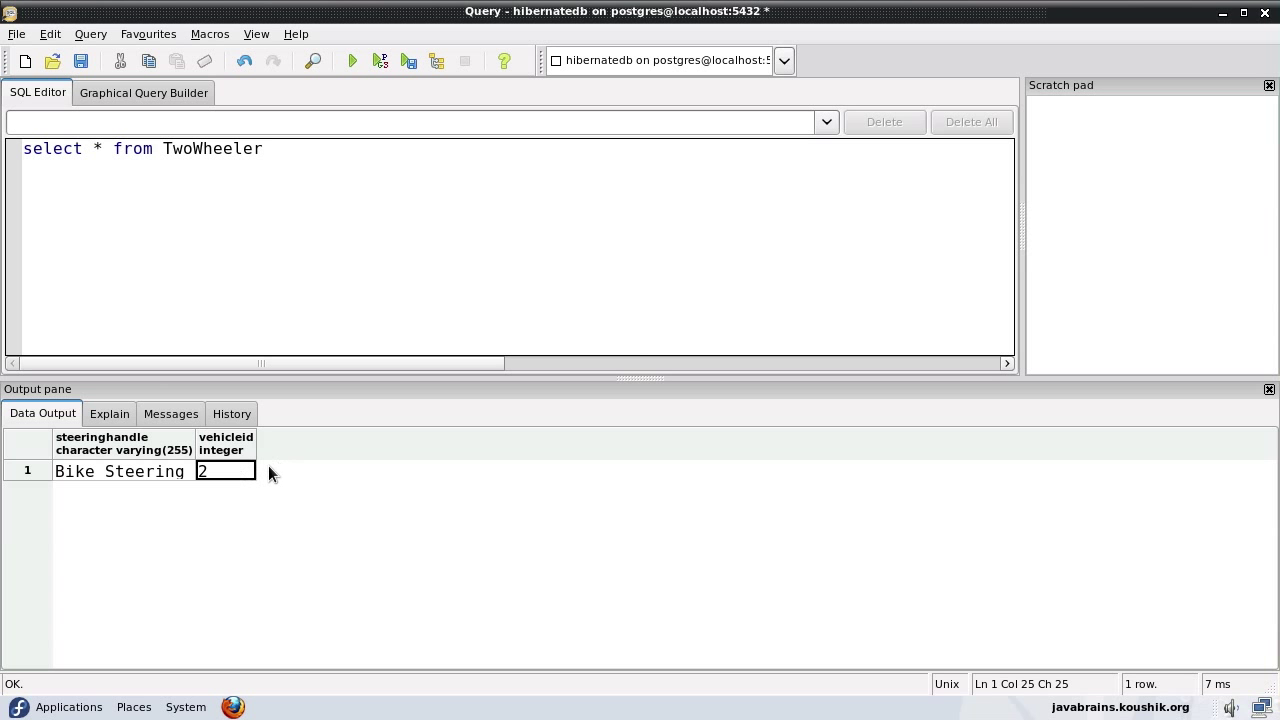 Query - hibernatedb on postgres@localhost:5432 *
File Edit Query Favourites Macros View Help
hibernatedb on postgres@localhost:5
SQL Editor Graphical Query Builder
Scratch pad
Delete Delete All
select * from TwoWheeler
Output pane
Data Output Explain Messages History
steeringhandle vehicleid
character varying(255) integer
1 Bike Steering 2
OK. Unix Ln 1 Col 25 Ch 25 1 row. 7 ms
Applications Places System javabrains.koushik.org